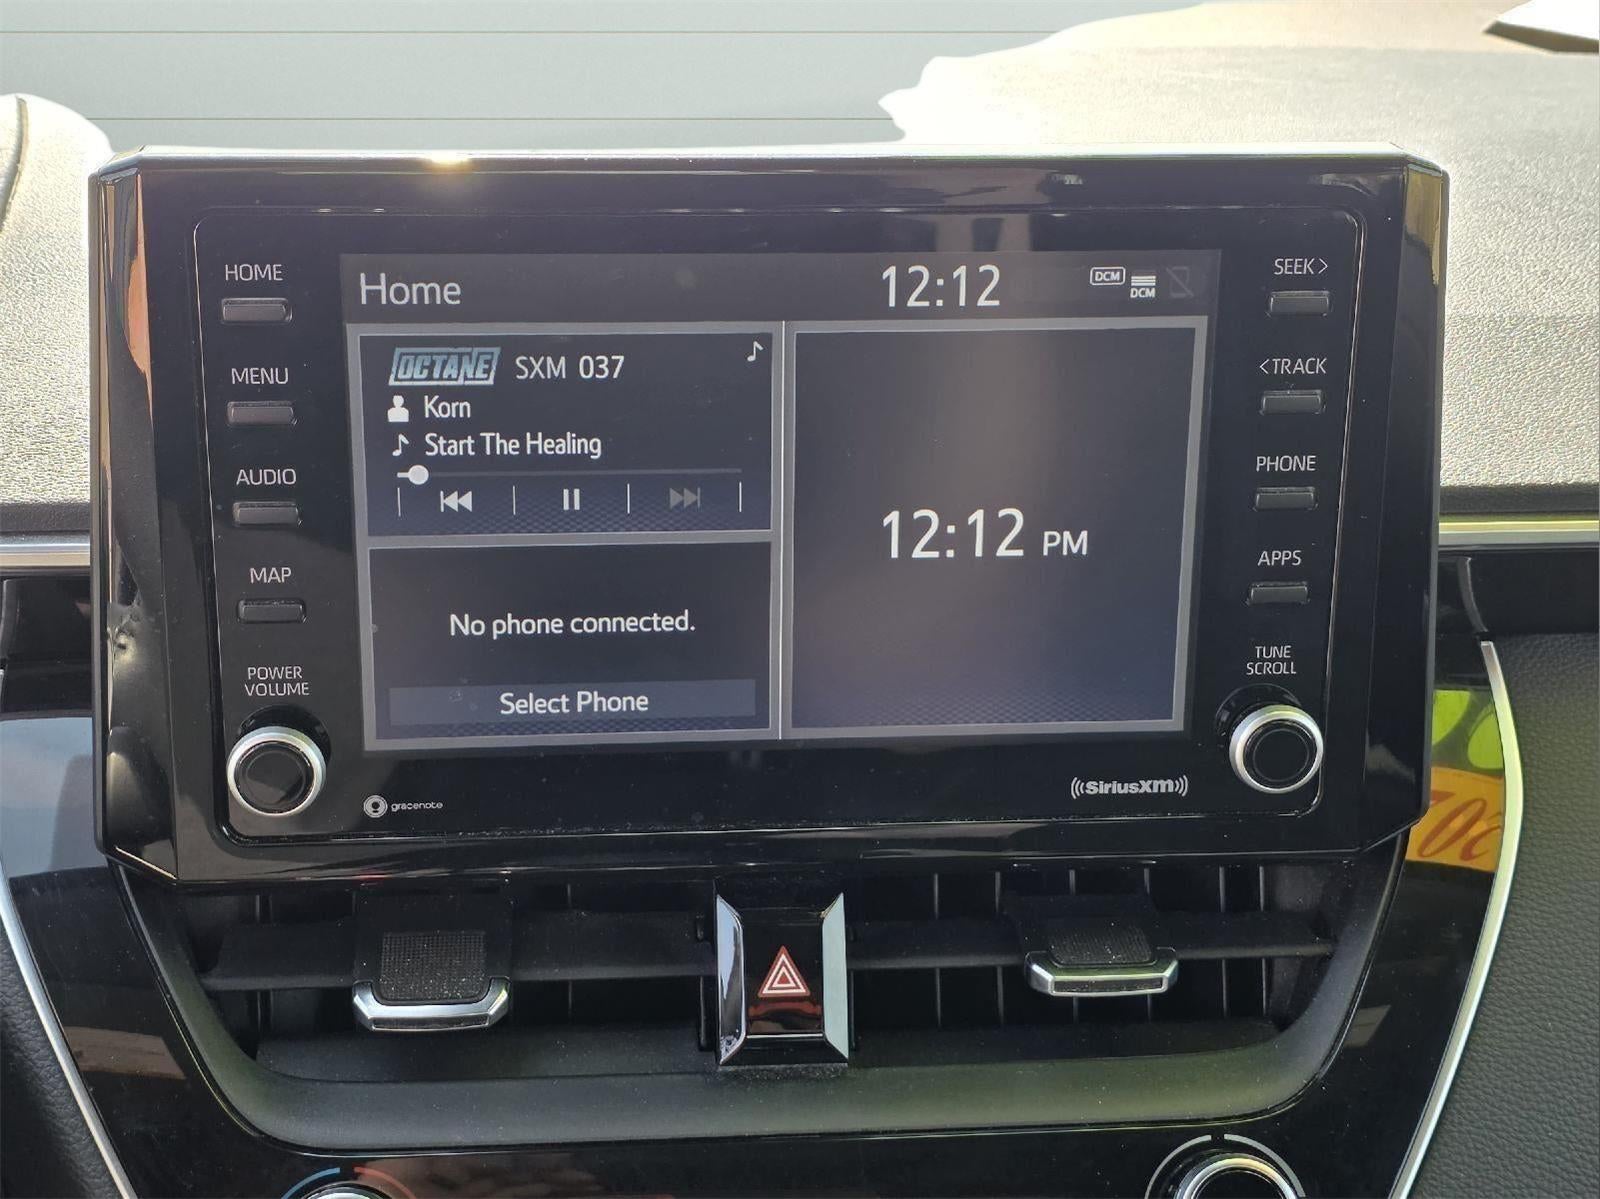 HOME
MENU
AUDIO
MAP
POWER
VOLUME
Home
12:12
DCM
DCM
OCTANE SXM 037
Korn
Start The Healing
No phone connected.
Select Phone
12:12 PM
SEEK>
<TRACK
PHONE
APPS
TUNE
SCROLL
gracenote
((SiriusXM))